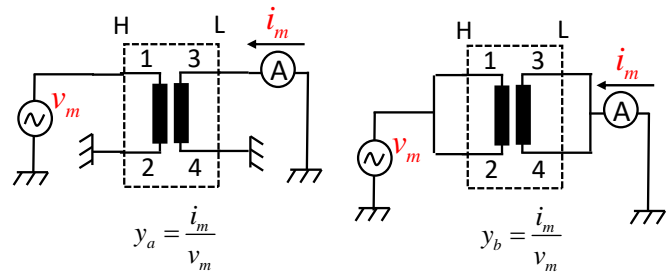 H L i_m
1 3
A
v_m
2 4
y_a = i_m / v_m
H L i_m
1 3
A
v_m
2 4
y_b = i_m / v_m